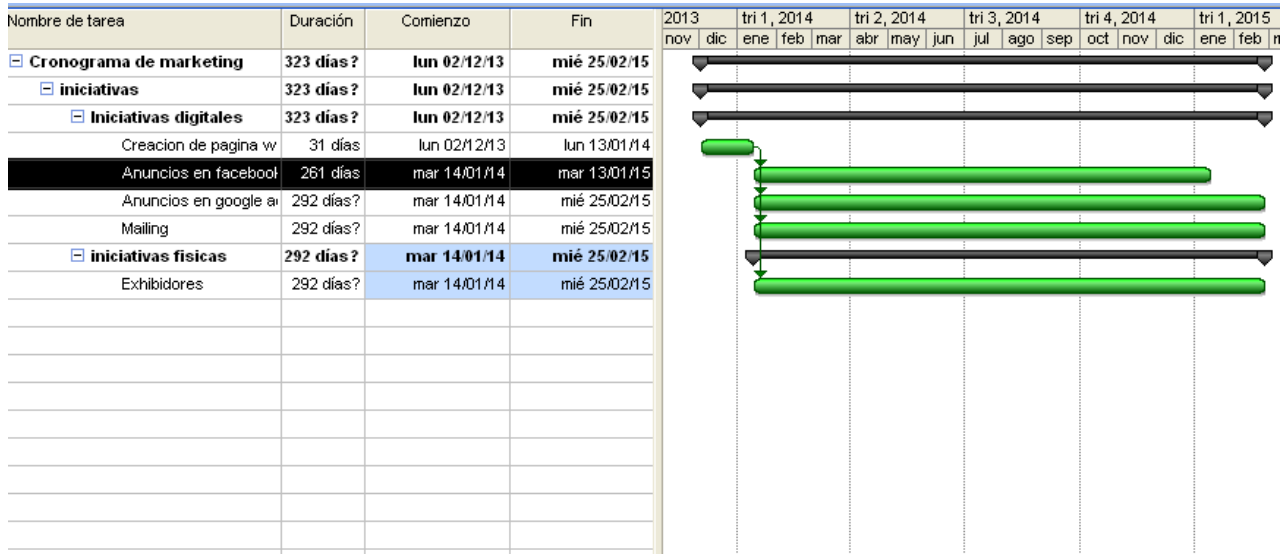 Nombre de tarea Duración Comienzo Fin 2013 tri 1, 2014 tri 2, 2014 tri 3, 2014 tri 4, 2014 tri 1, 2015
nov dic ene feb mar abr may jun jul ago sep oct nov dic ene feb
Cronograma de marketing 323 días? lun 02/12/13 mié 25/02/15
iniciativas 323 días? lun 02/12/13 mié 25/02/15
Iniciativas digitales 323 días? lun 02/12/13 mié 25/02/15
Creacion de pagina w 31 días lun 02/12/13 lun 13/01/14
Anuncios en facebool 261 días mar 14/01/14 mar 13/01/15
Anuncios en google a 292 días? mar 14/01/14 mié 25/02/15
Mailing 292 días? mar 14/01/14 mié 25/02/15
iniciativas fisicas 292 días? mar 14/01/14 mié 25/02/15
Exhibidores 292 días? mar 14/01/14 mié 25/02/15